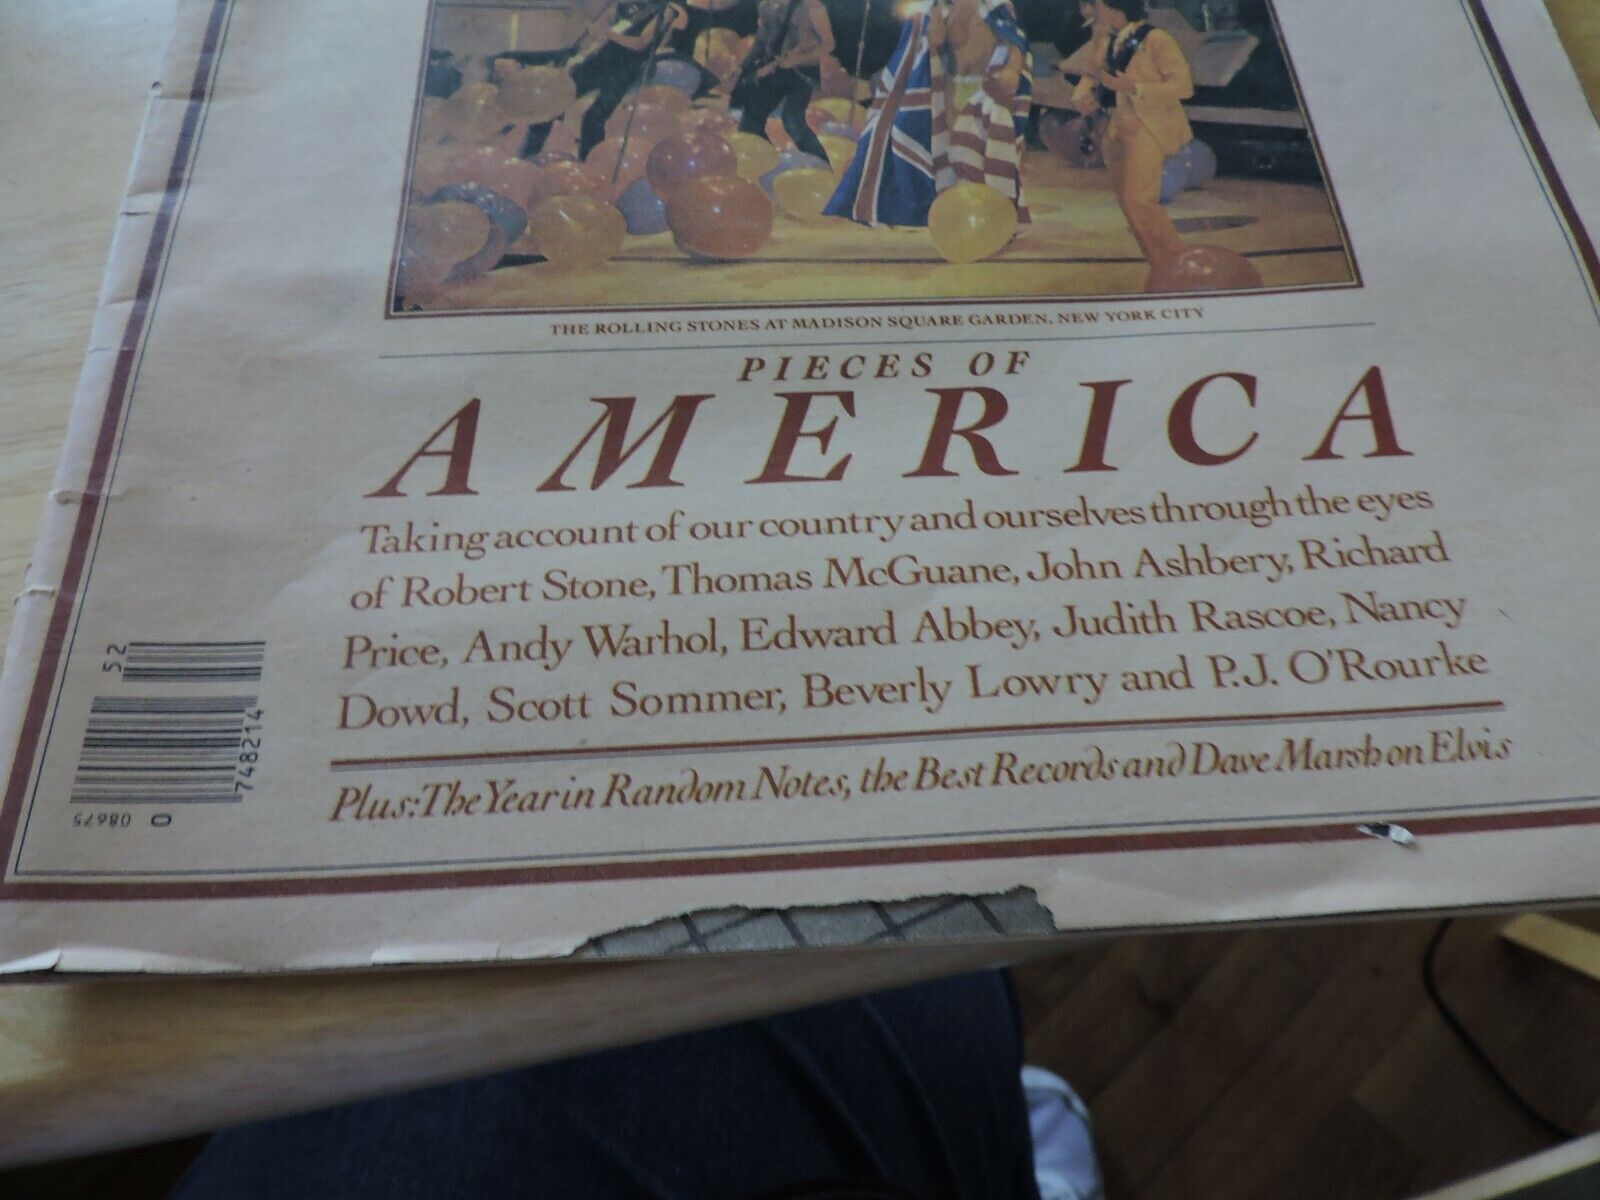 THE ROLLING STONES AT MADISON SQUARE GARDEN, NEW YORK CITY
PIECES OF
AMERICA
Taking account of our country and ourselves through the eyes
of Robert Stone, Thomas McGuane, John Ashbery, Richard
Price, Andy Warhol, Edward Abbey, Judith Rascoe, Nancy
Dowd, Scott Sommer, Beverly Lowry and P.J. O'Rourke
Plus: The Year in Random Notes, the Best Records and Dave Marsh on Elvis
52
748214
0 08675